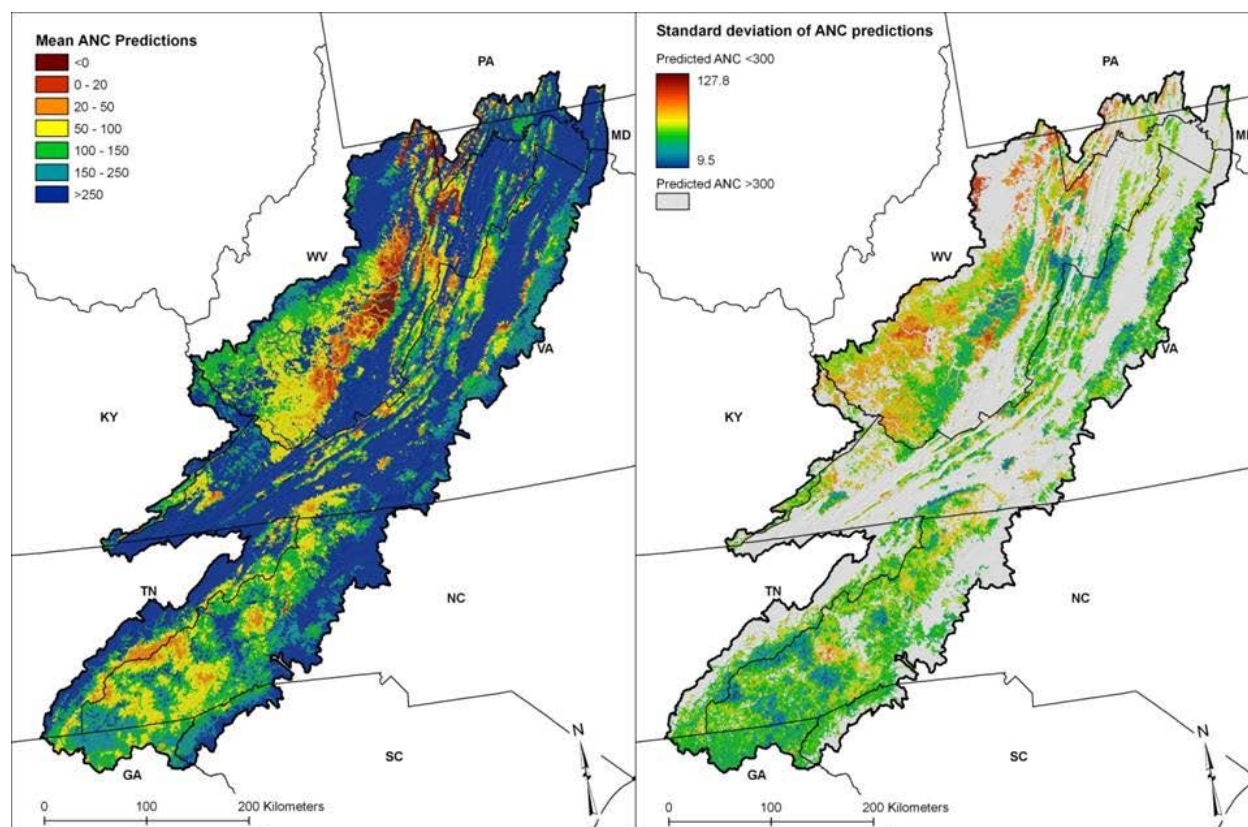 Mean ANC Predictions
<0
0 - 20
20 - 50
50 - 100
100 - 150
150 - 250
>250
PA
MD
WV
VA
KY
TN
NC
SC
GA
N
0 100 200 Kilometers
Standard deviation of ANC predictions
Predicted ANC <300
127.8
9.5
Predicted ANC >300
PA
WV
VA
KY
TN
NC
SC
GA
N
0 100 200 Kilometers